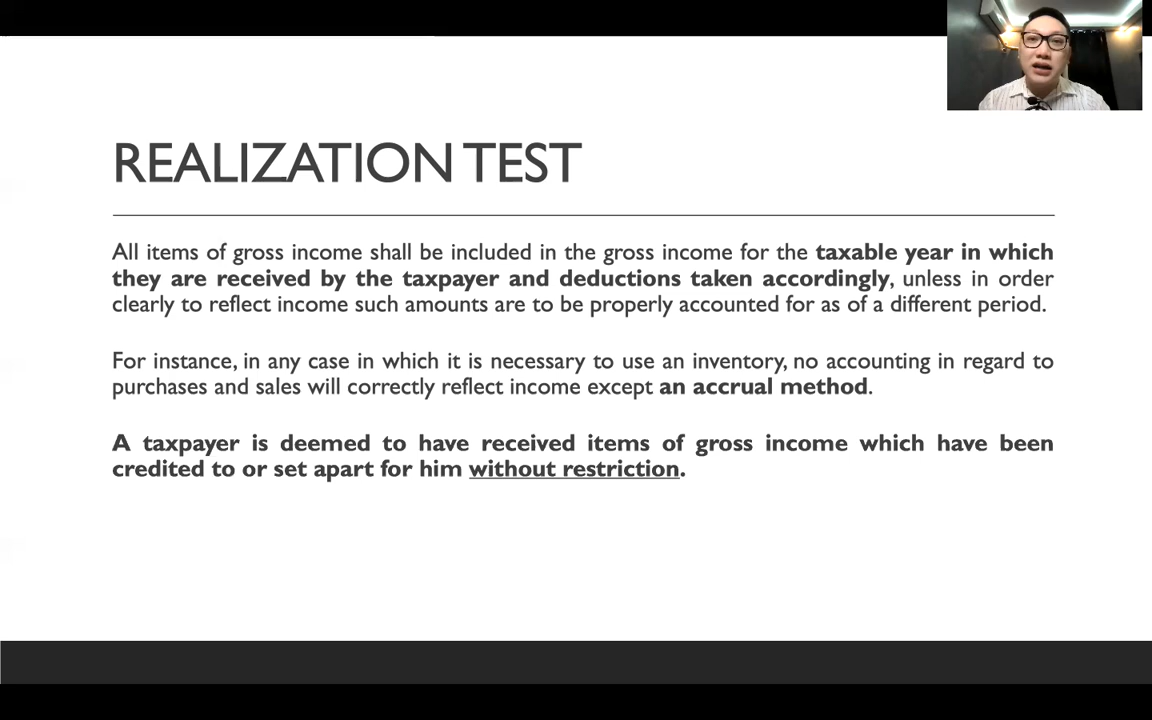 REALIZATION TEST
All items of gross income shall be included in the gross income for the taxable year in which
they are received by the taxpayer and deductions taken accordingly, unless in order
clearly to reflect income such amounts are to be properly accounted for as of a different period.
For instance, in any case in which it is necessary to use an inventory, no accounting in regard to
purchases and sales will correctly reflect income except an accrual method.
A taxpayer is deemed to have received items of gross income which have been
credited to or set apart for him without restriction.